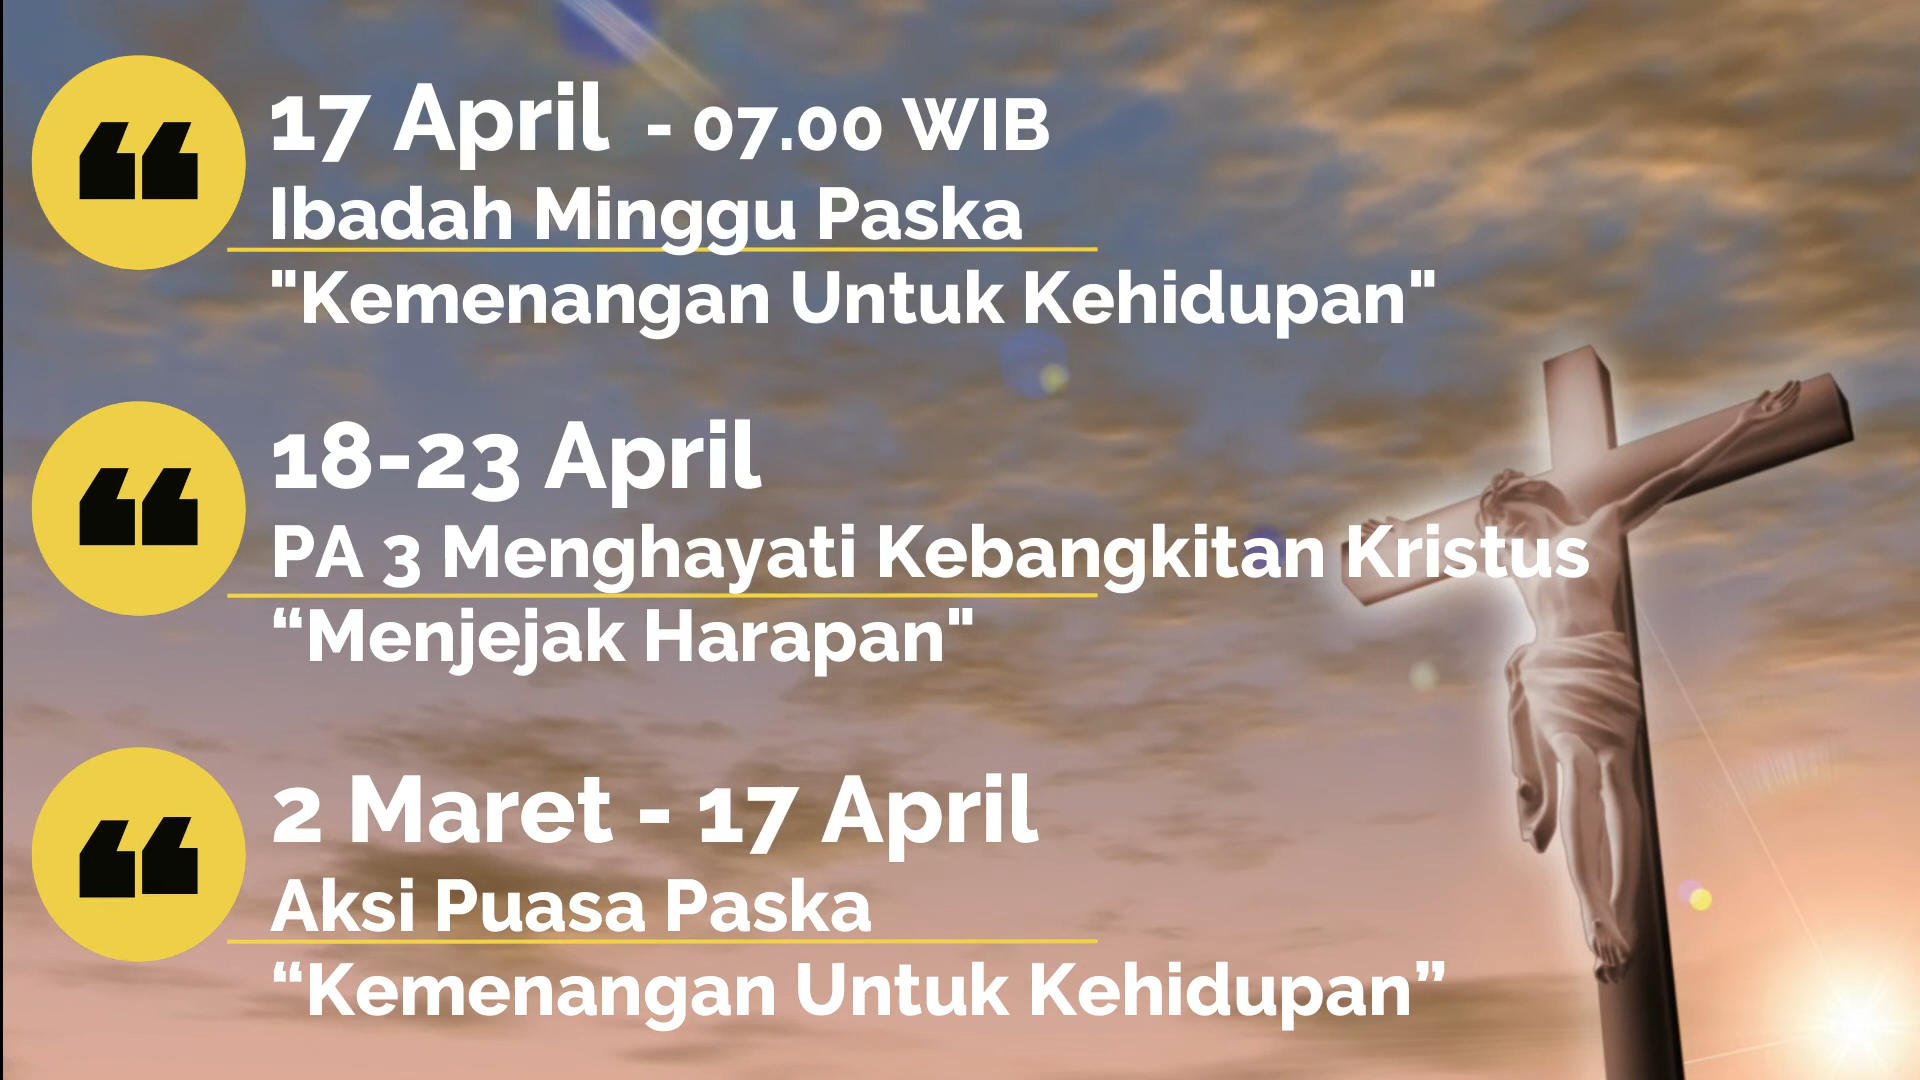 17 April - 07.00 WIB
Ibadah Minggu Paska
"Kemenangan Untuk Kehidupan"
18-23 April
PA 3 Menghayati Kebangkitan Kristus
“Menjejak Harapan"
2 Maret - 17 April
Aksi Puasa Paska
“Kemenangan Untuk Kehidupan”